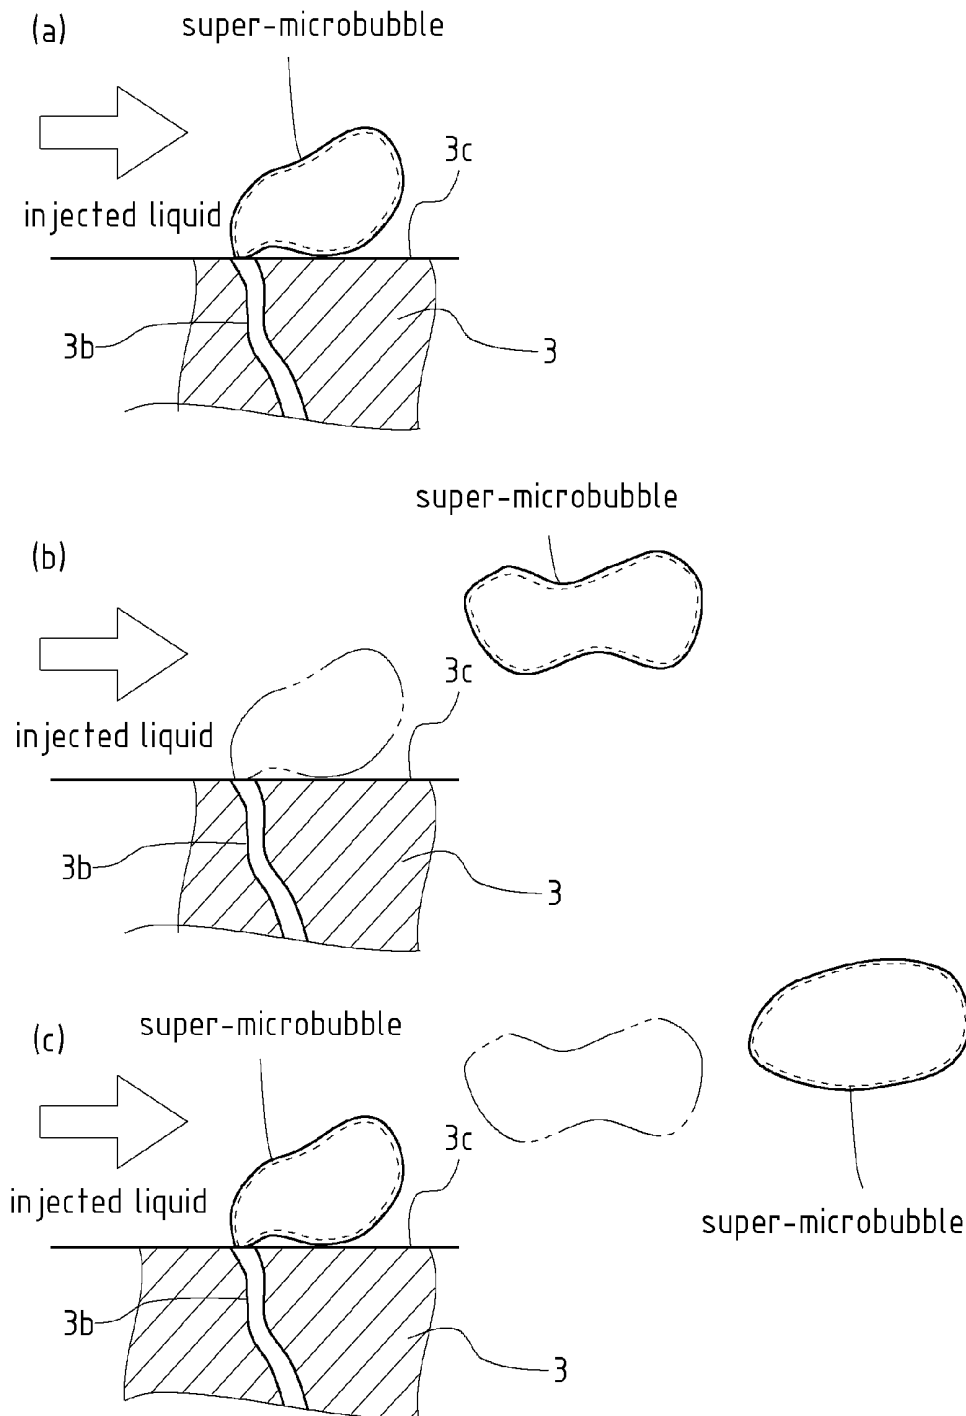 (a)
super-microbubble
3c
injected liquid
3b
3
super-microbubble
(b)
3c
injected liquid
3b
3
(c)
super-microbubble
3c
injected liquid
super-microbubble
3b
3